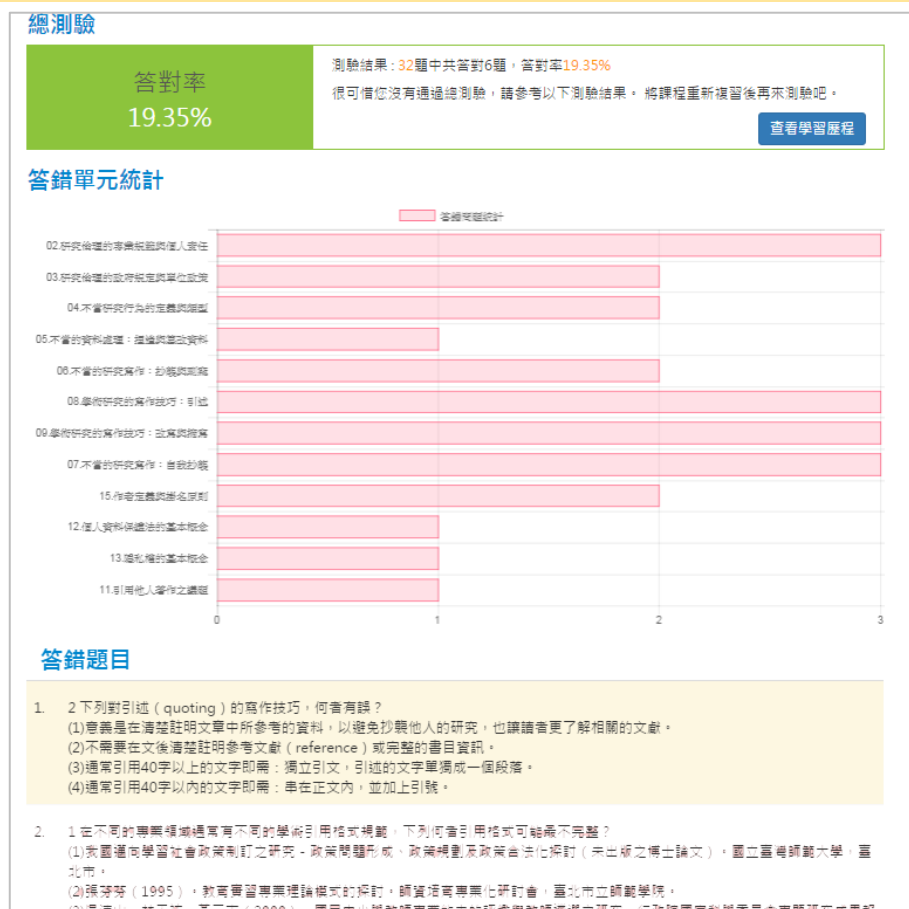 總測驗
答對率
19.35%
測驗結果：32題中共答對6題，答對率19.35%
很可惜您沒有通過總測驗，請參考以下測驗結果。 將課程重新複習後再來測驗吧。
查看學習歷程
答錯單元統計
答錯問題統計
02.研究倫理的專業規範與個人責任
03.研究倫理的政府規定與單位政策
04.不當研究行為的定義與類型
05.不當的資料處理：捏造與篡改資料
06.不當的研究寫作：抄襲與剽竊
08.學術研究的寫作技巧：引述
09.學術研究的寫作技巧：改寫與摘寫
07.不當的研究寫作：自我抄襲
15.作者定義與掛名原則
12.個人資料保護法的基本概念
13.隱私權的基本概念
11.引用他人著作之議題
0 1 2 3
答錯題目
1. 2 下列對引述（quoting）的寫作技巧，何者有誤？
(1)意義是在清楚註明文章中所參考的資料，以避免抄襲他人的研究，也讓讀者更了解相關的文獻。
(2)不需要在文後清楚註明參考文獻（reference）或完整的書目資訊。
(3)通常引用40字以上的文字即需：獨立引文，引述的文字單獨成一個段落。
(4)通常引用40字以內的文字即需：串在正文內，並加上引號。
2. 1 在不同的專業領域通常有不同的學術引用格式規範，下列何者引用格式可能最不完整？
(1)我國邁向學習社會政策制訂之研究－政策問題形成、政策規劃及政策合法化探討（未出版之博士論文）。國立臺灣師範大學，臺
北市。
(2)張芬芬（1995）。教育實習專業理論模式的探討。師資培育專業化研討會，臺北市立師範學院。